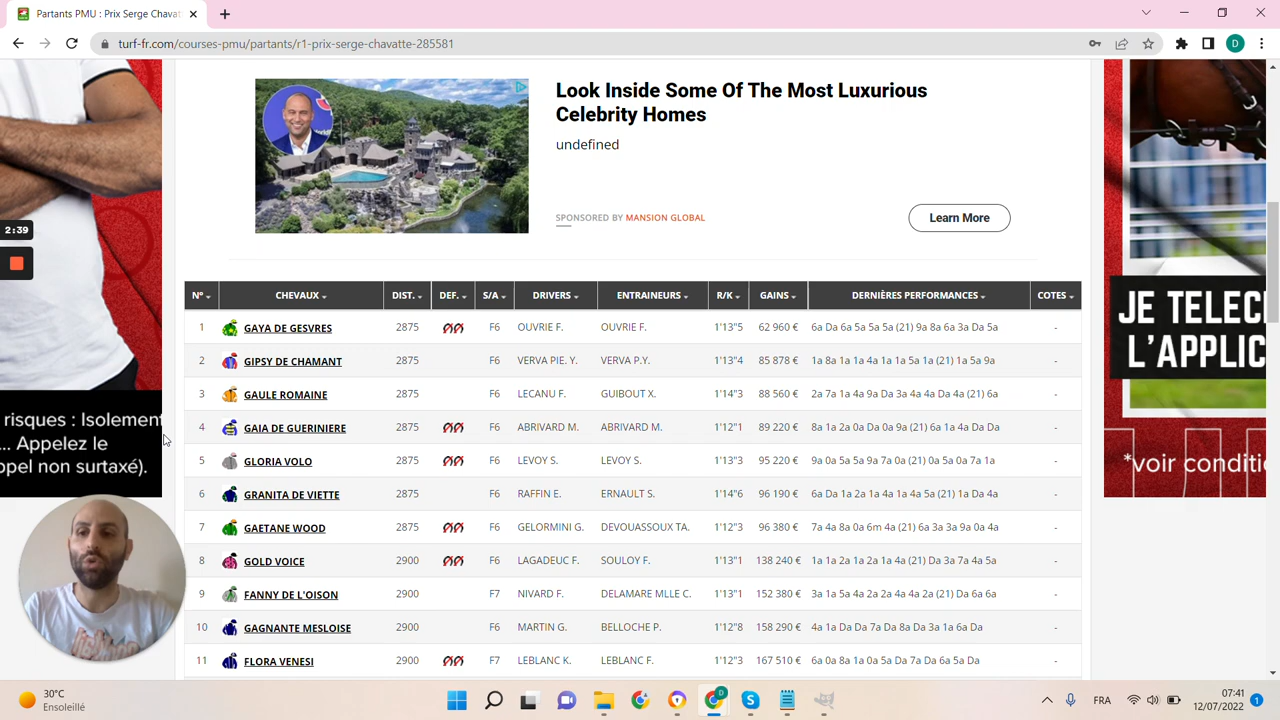 Partants PMU : Prix Serge Chavat
turf-fr.com/courses-pmu/partants/r1-prix-serge-chavatte-285581
D
Look Inside Some Of The Most Luxurious
Celebrity Homes
undefined
SPONSORED BY MANSION GLOBAL
Learn More
2:39
N° CHEVAUX DIST. DEF. S/A DRIVERS ENTRAINEURS R/K GAINS DERNIÈRES PERFORMANCES COTES
1 GAYA DE GESVRES 2875 F6 OUVRIE F. OUVRIE F. 1'13"5 62 960 € 6a Da 6a 5a 5a 5a (21) 9a 8a 6a 3a Da 5a -
2 GIPSY DE CHAMANT 2875 F6 VERVA PIE. Y. VERVA P.Y. 1'13"4 85 878 € 1a 8a 1a 1a 4a 1a 1a 5a 1a (21) 1a 5a 9a -
3 GAULE ROMAINE 2875 F6 LECANU F. GUIBOUT X. 1'14"3 88 560 € 2a 7a 1a 4a 9a Da 3a 4a 4a Da 4a (21) 6a -
4 GAIA DE GUERINIERE 2875 F6 ABRIVARD M. ABRIVARD M. 1'12"1 89 220 € 8a 1a 2a 0a Da 0a 9a (21) 6a 1a 4a Da Da -
5 GLORIA VOLO 2875 F6 LEVOY S. LEVOY S. 1'13"3 95 220 € 9a 0a 5a 5a 9a 7a 0a (21) 0a 5a 0a 7a 1a -
6 GRANITA DE VIETTE 2875 F6 RAFFIN E. ERNAULT S. 1'14"6 96 190 € 6a Da 1a 2a 1a 4a 1a 4a 5a (21) 1a Da 4a -
7 GAETANE WOOD 2875 F6 GELORMINI G. DEVOUASSOUX TA. 1'12"3 96 380 € 7a 4a 8a 0a 6m 4a (21) 6a 3a 3a 9a 0a 4a -
8 GOLD VOICE 2900 F6 LAGADEUC F. SOULOY F. 1'13"1 138 240 € 1a 1a 2a 1a 2a 1a 4a (21) Da 3a 7a 4a 5a -
9 FANNY DE L'OISON 2900 F7 NIVARD F. DELAMARE MLLE C. 1'13"1 152 380 € 3a 1a 5a 4a 2a 2a 4a 4a 2a (21) Da 6a 6a -
10 GAGNANTE MESLOISE 2900 F6 MARTIN G. BELLOCHE P. 1'12"8 158 290 € 4a 1a Da Da 7a Da 8a Da 3a 1a 6a Da -
11 FLORA VENESI 2900 F7 LEBLANC K. LEBLANC F. 1'12"3 167 510 € 6a 0a 8a 1a 0a 5a Da 7a Da 6a 5a Da -
risques : Isolement
... Appelez le
ppel non surtaxé).
JE TELEC
L'APPLIC
*voir conditi
30°C
Ensoleillé
D
FRA
07:41
12/07/2022
1